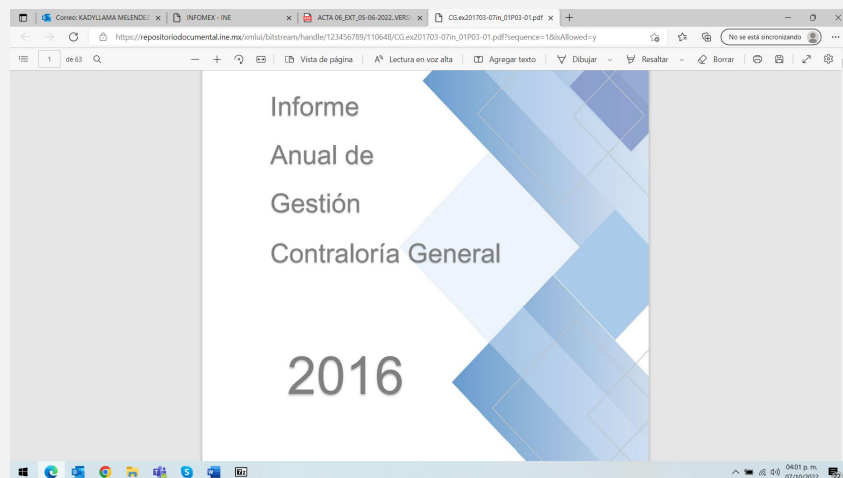 Correo: KADYLLAMA MELENDEZ
INFOMEX - INE
ACTA 06_EXT_05-06-2022_VERS
CG.ex201703-07in_01P03-01.pdf
https://repositoriodocumental.ine.mx/xmlui/bitstream/handle/123456789/110648/CG.ex201703-07in_01P03-01.pdf?sequence=1&isAllowed=y
No se está sincronizando
1 de 63
Vista de página
Lectura en voz alta
Agregar texto
Dibujar
Resaltar
Borrar
Informe
Anual de
Gestión
Contraloría General
2016
04:01 p. m.
07/10/2022